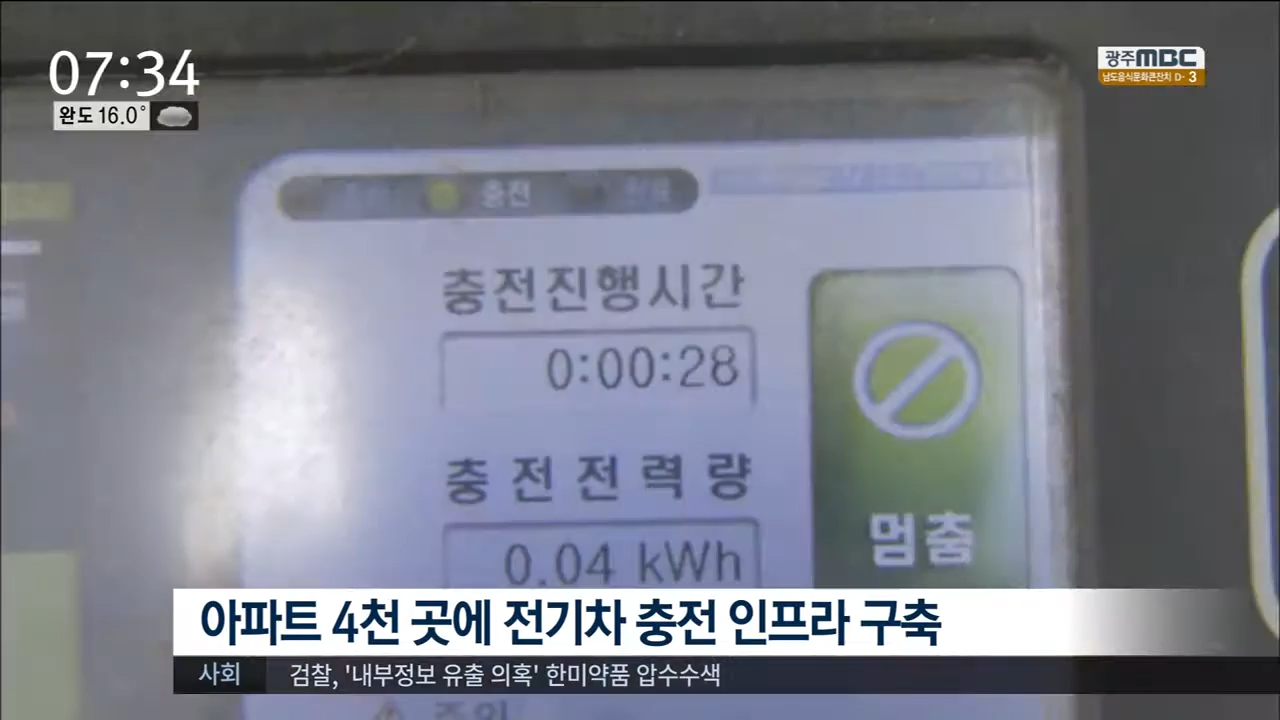 07:34
완도 16.0°
광주MBC
남도음식문화큰잔치 D-3
충전
충전진행시간
0:00:28
충전전력량
0.04 kWh
멈춤
아파트 4천 곳에 전기차 충전 인프라 구축
사회 검찰, '내부정보 유출 의혹' 한미약품 압수수색
주의